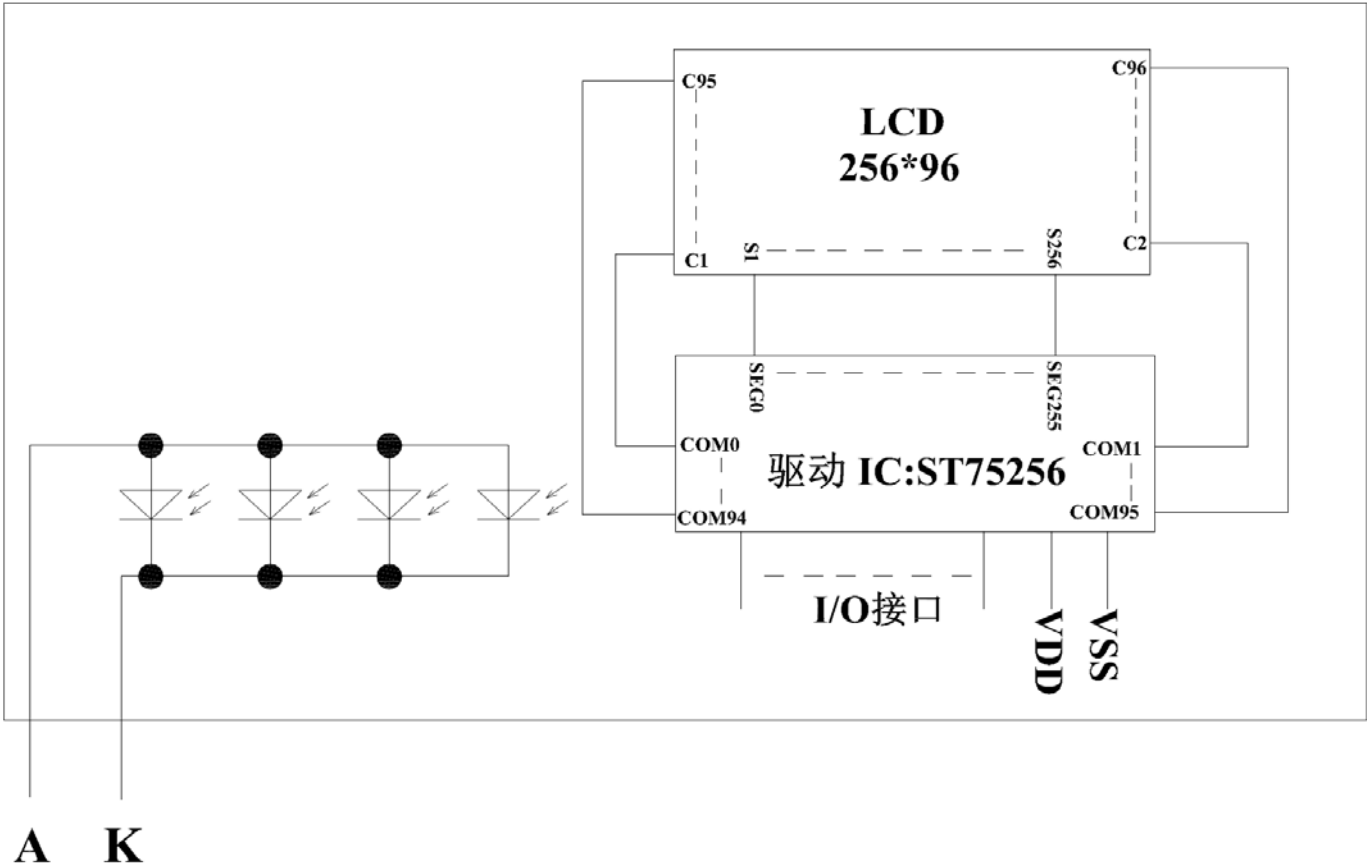 C95
C96
LCD
256*96
C1
S1
S256
C2
SEG0
SEG255
COM0
COM1
驱动 IC:ST75256
COM94
COM95
I/O接口
VDD
VSS
A
K